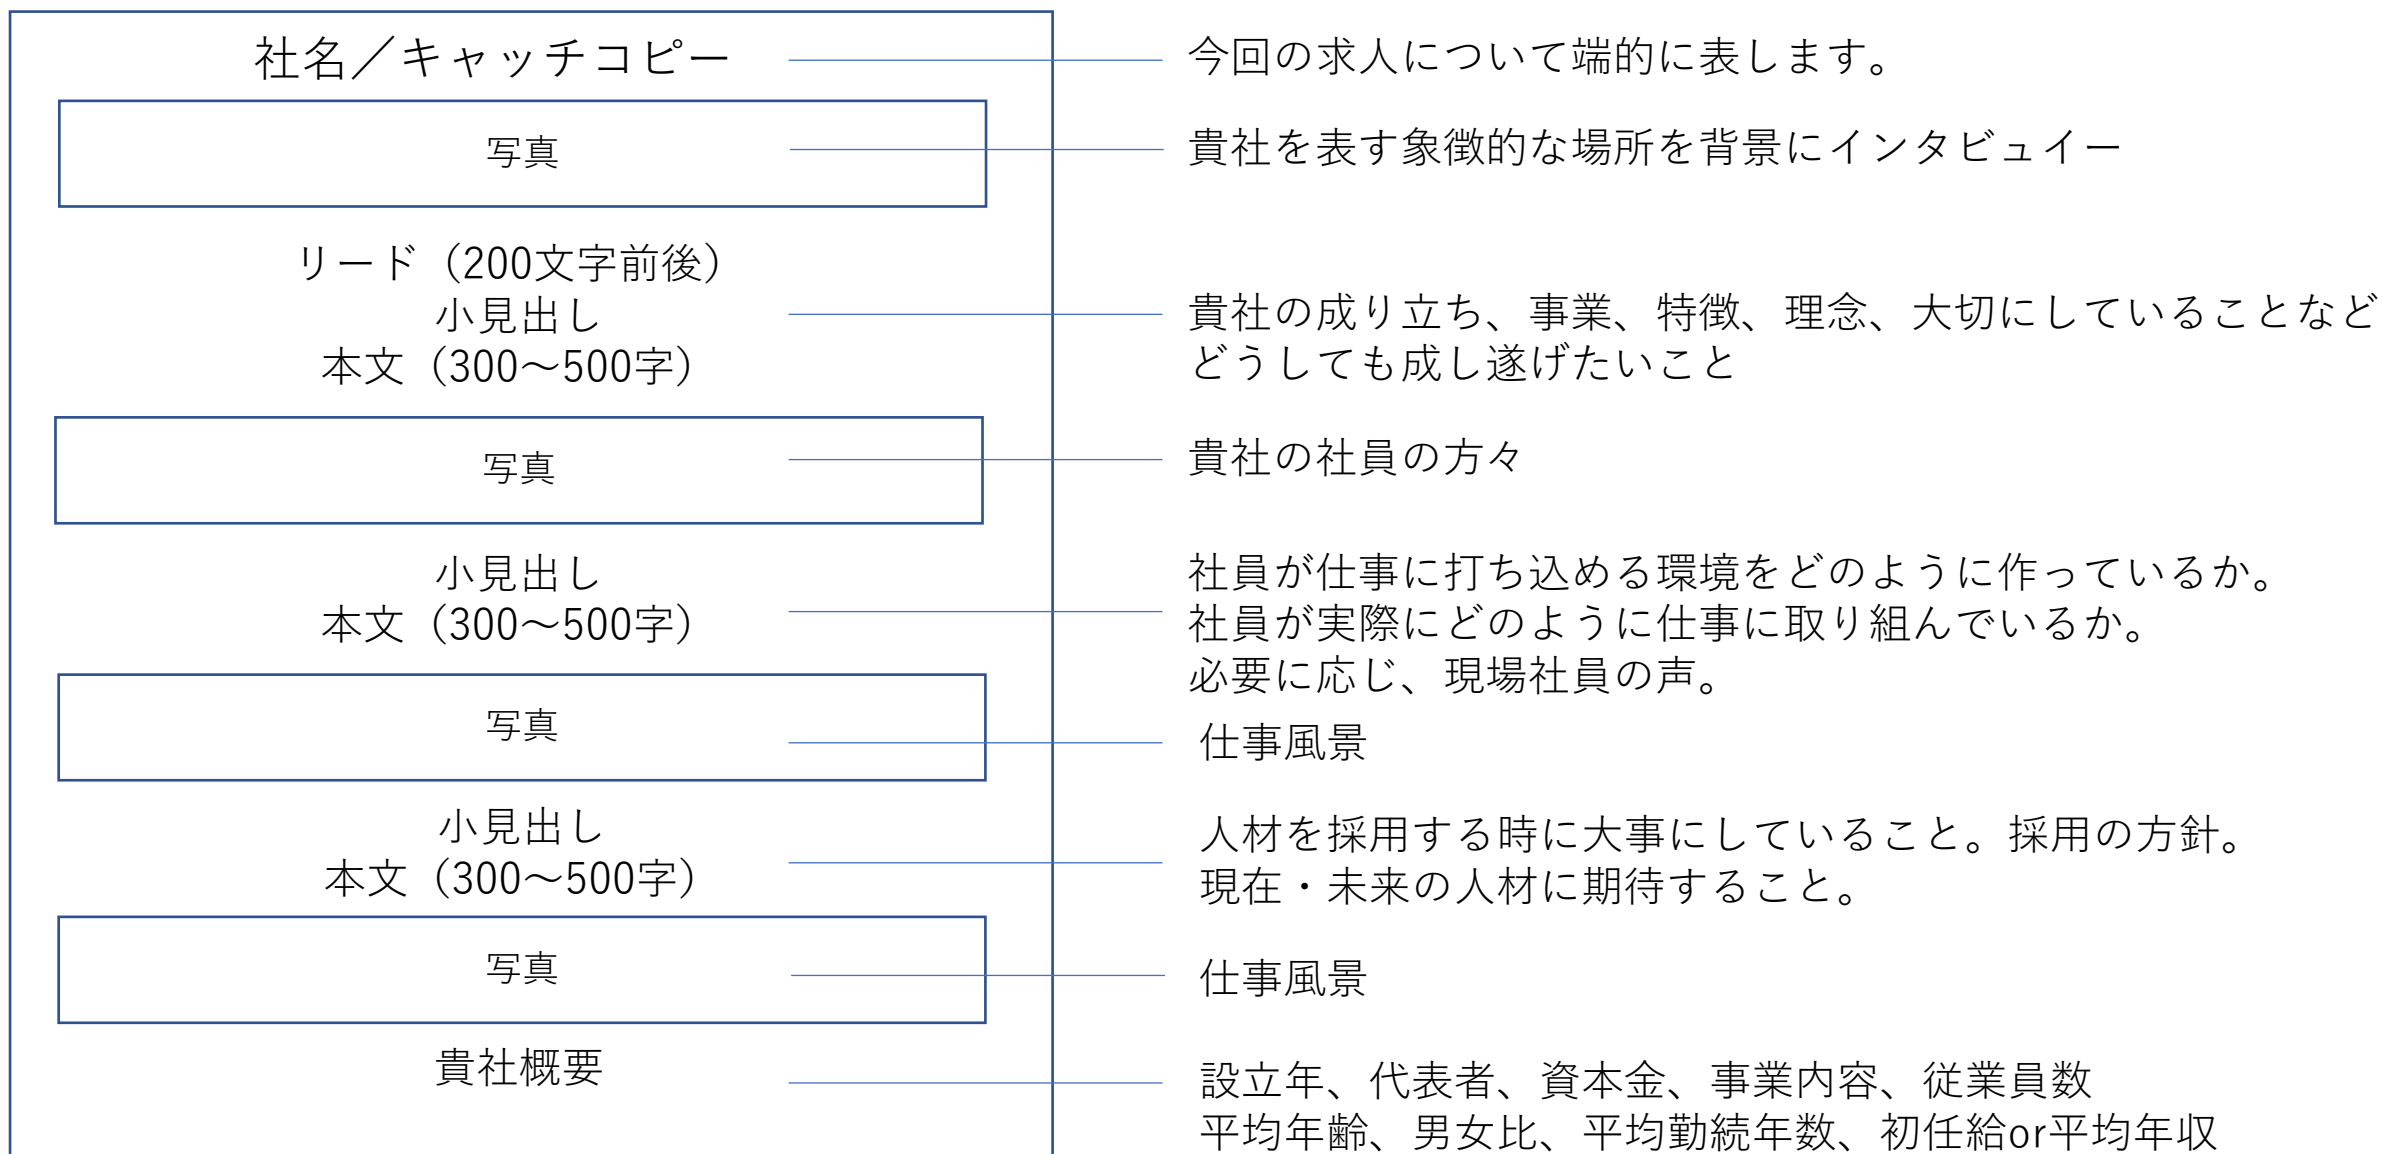 社名／キャッチコピー
今回の求人について端的に表します。
写真
貴社を表す象徴的な場所を背景にインタビュイー
リード（200文字前後）
小見出し
本文（300～500字）
貴社の成り立ち、事業、特徴、理念、大切にしていることなど
どうしても成し遂げたいこと
写真
貴社の社員の方々
小見出し
本文（300～500字）
社員が仕事に打ち込める環境をどのように作っているか。
社員が実際にどのように仕事に取り組んでいるか。
必要に応じ、現場社員の声。
写真
仕事風景
小見出し
本文（300～500字）
人材を採用する時に大事にしていること。採用の方針。
現在・未来の人材に期待すること。
写真
仕事風景
貴社概要
設立年、代表者、資本金、事業内容、従業員数
平均年齢、男女比、平均勤続年数、初任給or平均年収